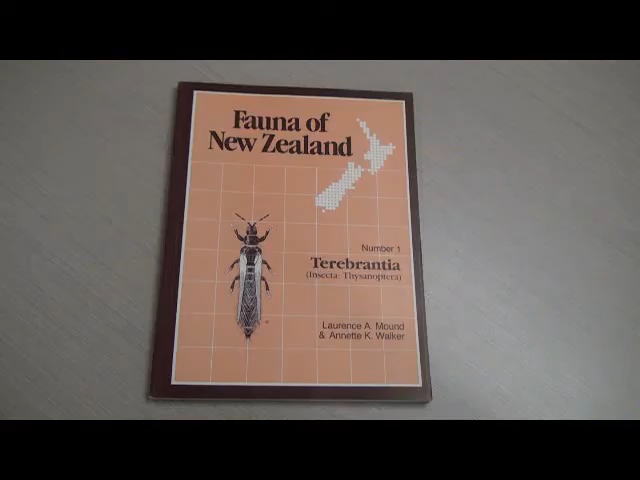 Fauna of
New Zealand
Number 1
Terebrantia
(Insecta: Thysanoptera)
Laurence A. Mound
& Annette K. Walker